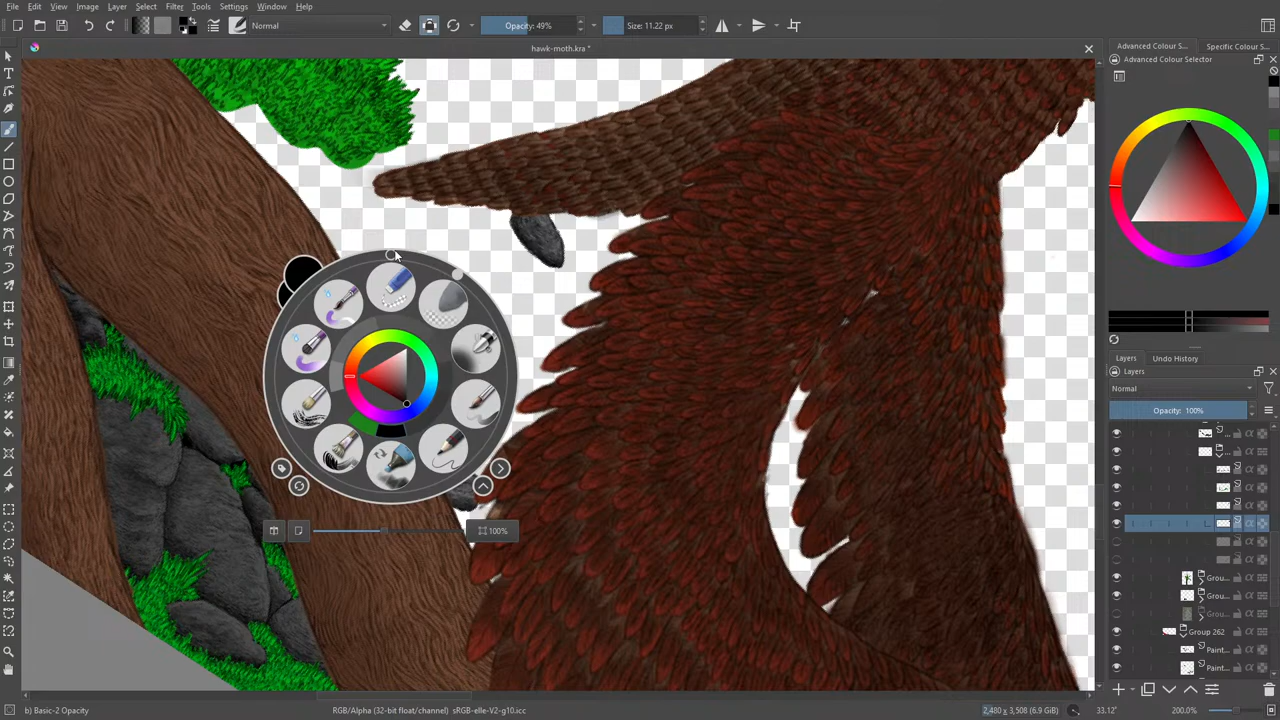 File Edit View Image Layer Select Filter Tools Settings Window Help
Normal Opacity: 49% Size: 11.22 px
hawk-moth.kra *
Advanced Colour S... Specific Colour S...
Advanced Colour Selector
Layers Undo History
Layers
Normal
Opacity: 100%
Grou...
Grou...
Grou...
Group 262
Paint...
Paint...
100%
b) Basic-2 Opacity RGB/Alpha (32-bit float/channel) sRGB-elle-V2-g10.icc 2,480 x 3,508 (6.9 GiB) 33.12° 200.0%